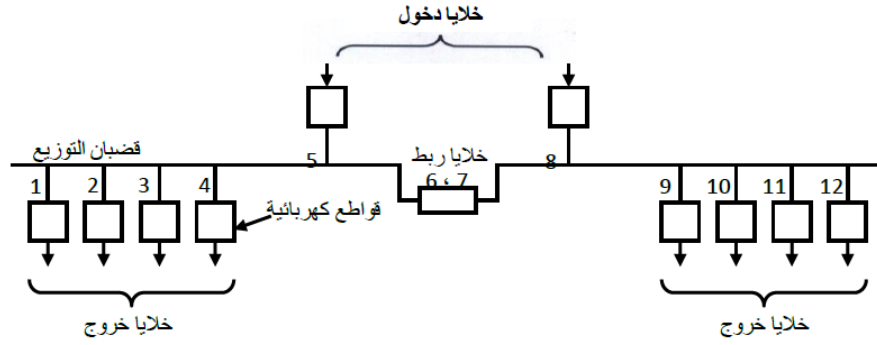 خلايا دخول
قضبان التوزيع
5
خلايا ربط
6 ، 7
8
1
2
3
4
قواطع كهربائية
9
10
11
12
خلايا خروج
خلايا خروج